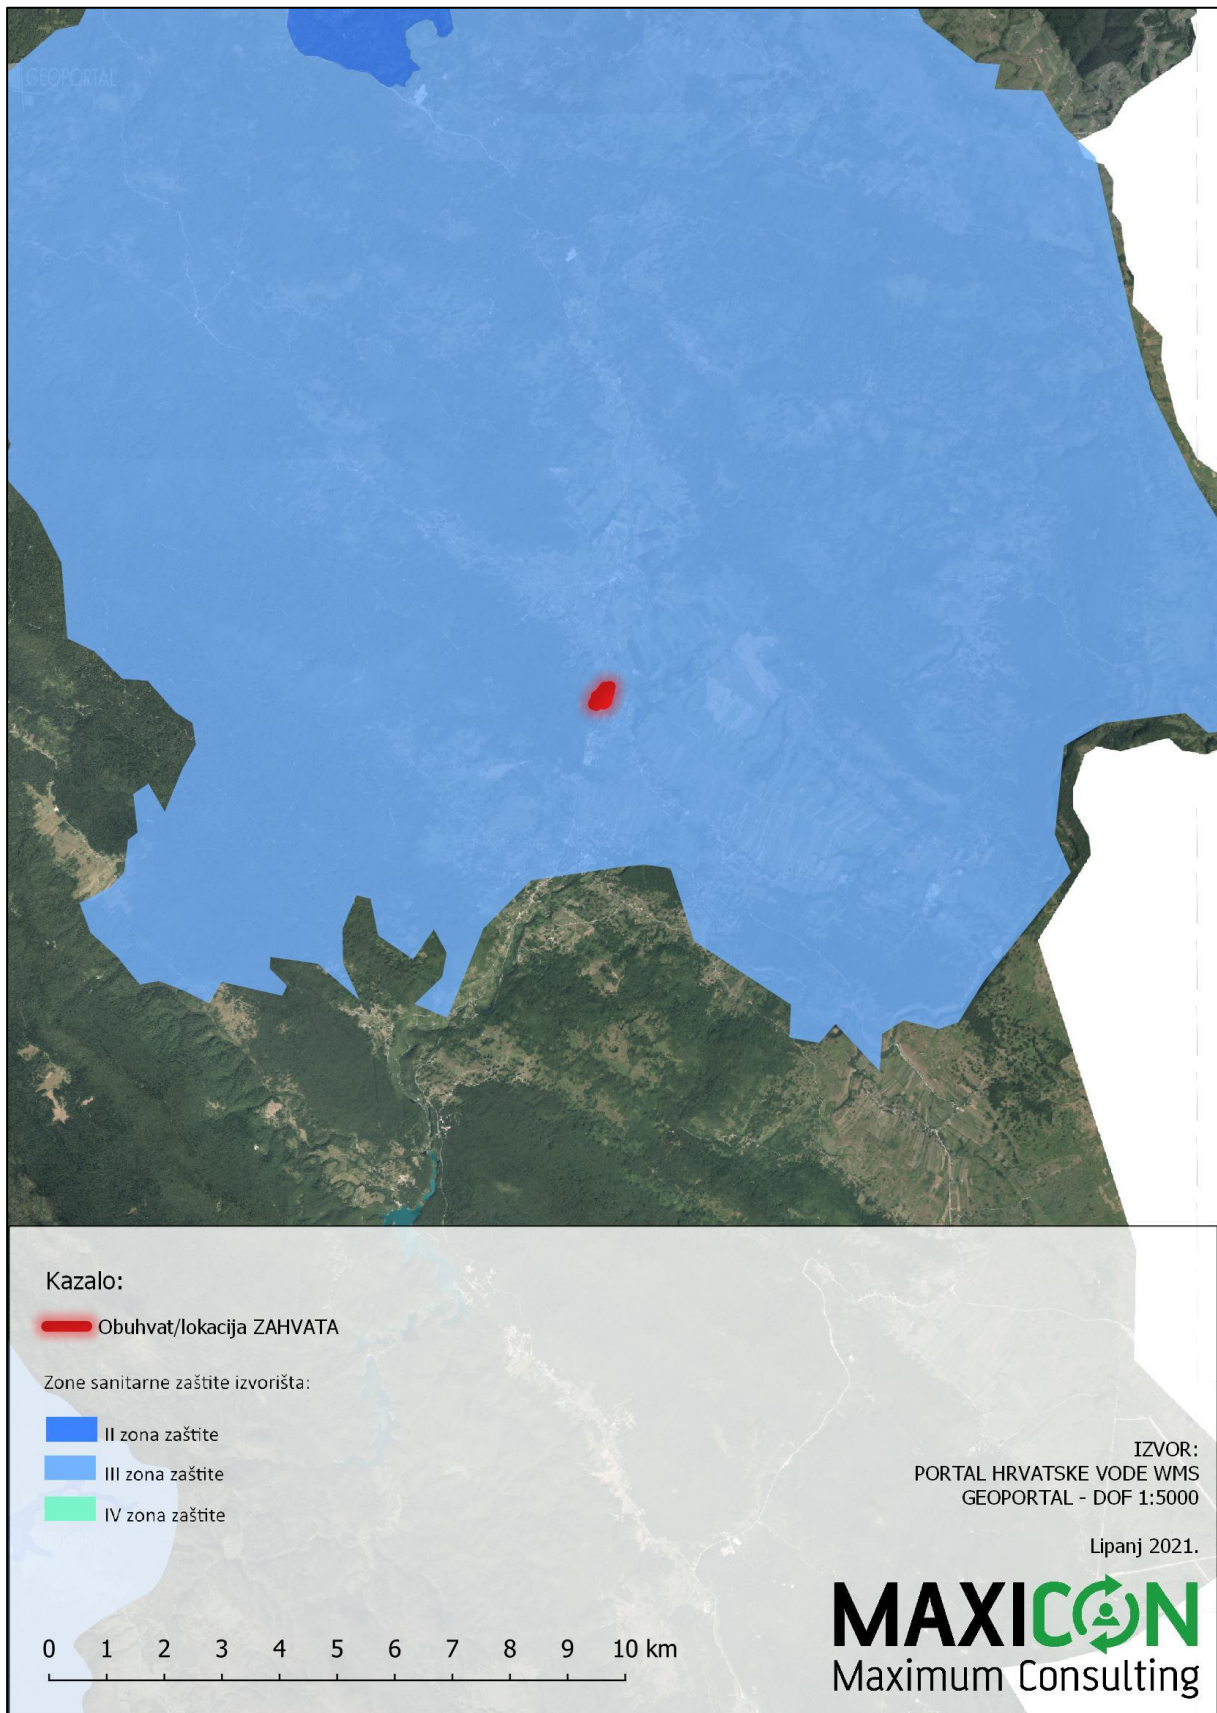 GEOPORTAL
Kazalo:
Obuhvat/lokacija ZAHVATA
Zone sanitarne zaštite izvorišta:
II zona zaštite
III zona zaštite
IV zona zaštite
IZVOR:
PORTAL HRVATSKE VODE WMS
GEOPORTAL - DOF 1:5000
Lipanj 2021.
0 1 2 3 4 5 6 7 8 9 10 km
MAXICON
Maximum Consulting